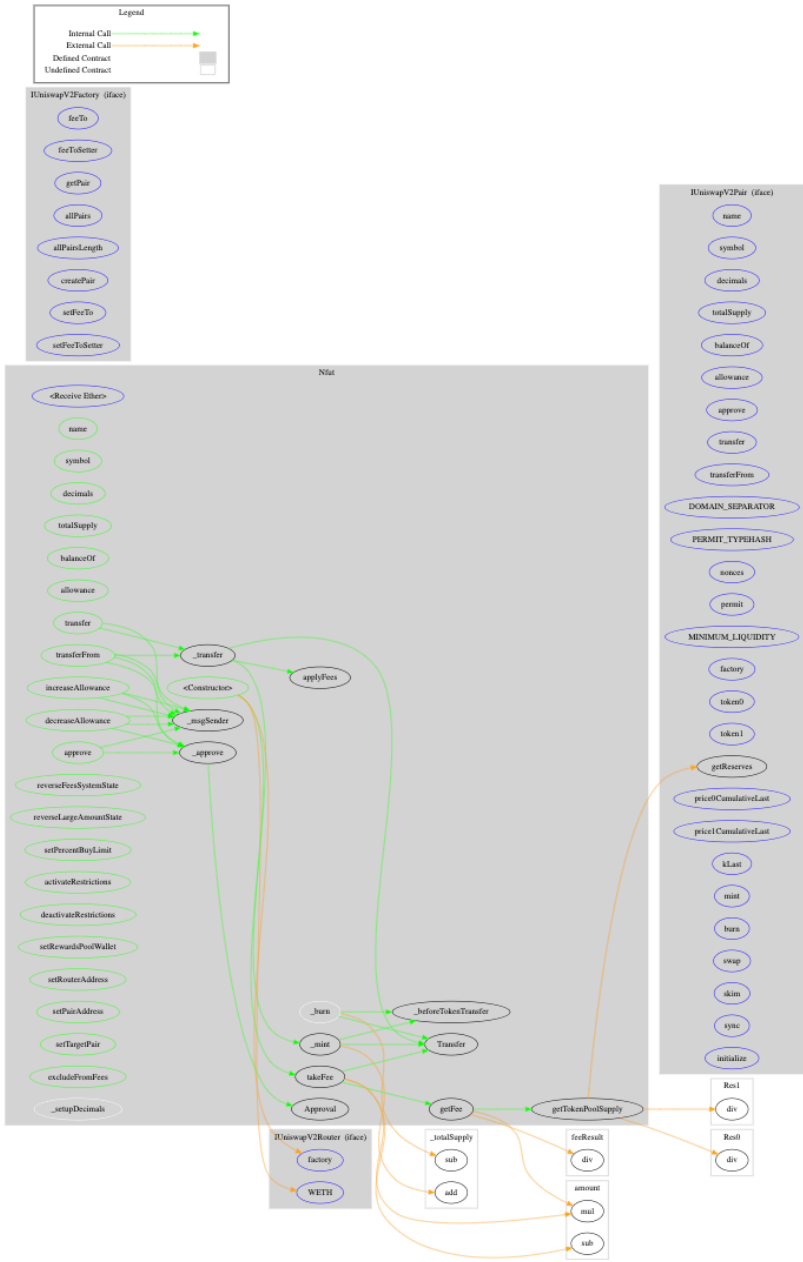 Legend
Internal Call
External Call
Defined Contract
Undefined Contract
IUniswapV2Factory (iface)
feeTo
feeToSetter
getPair
allPairs
allPairsLength
createPair
setFeeTo
setFeeToSetter
IUniswapV2Pair (iface)
name
symbol
decimals
totalSupply
balanceOf
allowance
approve
transfer
transferFrom
DOMAIN_SEPARATOR
PERMIT_TYPEHASH
nonces
permit
MINIMUM_LIQUIDITY
factory
token0
token1
getReserves
price0CumulativeLast
price1CumulativeLast
kLast
mint
burn
swap
skim
sync
initialize
Nfut
<Receive Ether>
name
symbol
decimals
totalSupply
balanceOf
allowance
transfer
transferFrom
increaseAllowance
decreaseAllowance
approve
reverseFeesSystemState
reverseLargeAmountState
setPercentBuyLimit
activateRestrictions
deactivateRestrictions
setRewardsPoolWallet
setRouterAddress
setPairAddress
setTargetPair
excludeFromFees
_setupDecimals
_transfer
<Constructor>
_msgSender
_approve
applyFees
_burn
_mint
takeFee
Approval
_beforeTokenTransfer
Transfer
getFee
getTokenPoolSupply
IUniswapV2Router (iface)
factory
WETH
_totalSupply
sub
add
feeResult
div
amount
mul
sub
Res1
div
Res0
div